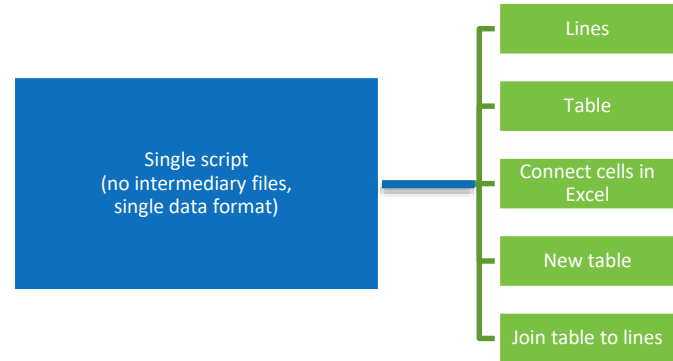 Single script
(no intermediary files,
single data format)
Lines
Table
Connect cells in
Excel
New table
Join table to lines